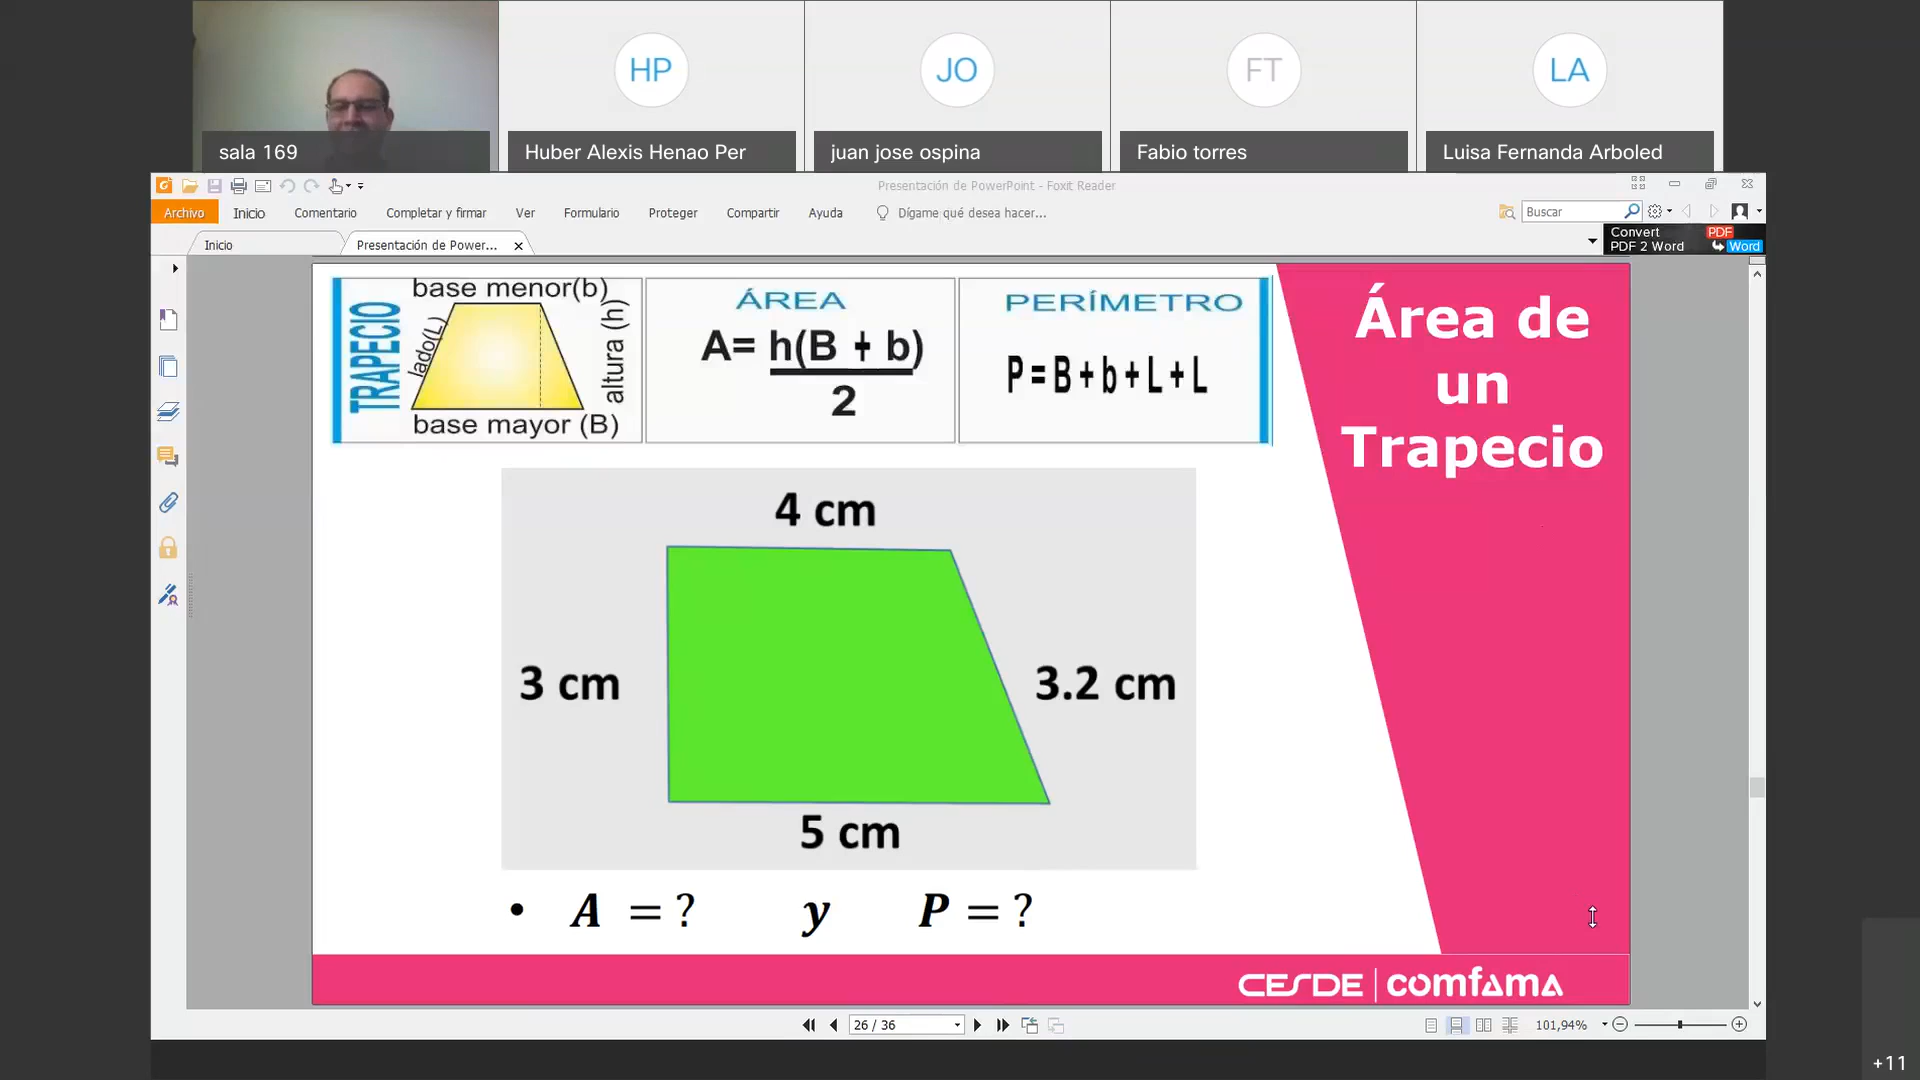 HP
JO
FT
LA
sala 169
Huber Alexis Henao Per
juan jose ospina
Fabio torres
Luisa Fernanda Arboled
Presentación de PowerPoint - Foxit Reader
Archivo
Inicio
Comentario
Completar y firmar
Ver
Formulario
Proteger
Compartir
Ayuda
Dígame qué desea hacer...
Buscar
Inicio
Presentación de Power...
Convert
PDF 2 Word
PDF
Word
TRAPECIO
base menor(b)
lado(L)
altura (h)
base mayor (B)
ÁREA
A= h(B + b)
2
PERÍMETRO
P=B+b+L+L
Área de
un
Trapecio
4 cm
3 cm
3.2 cm
5 cm
• A = ? y P = ?
CESDE | comfama
26 / 36
101,94%
+11